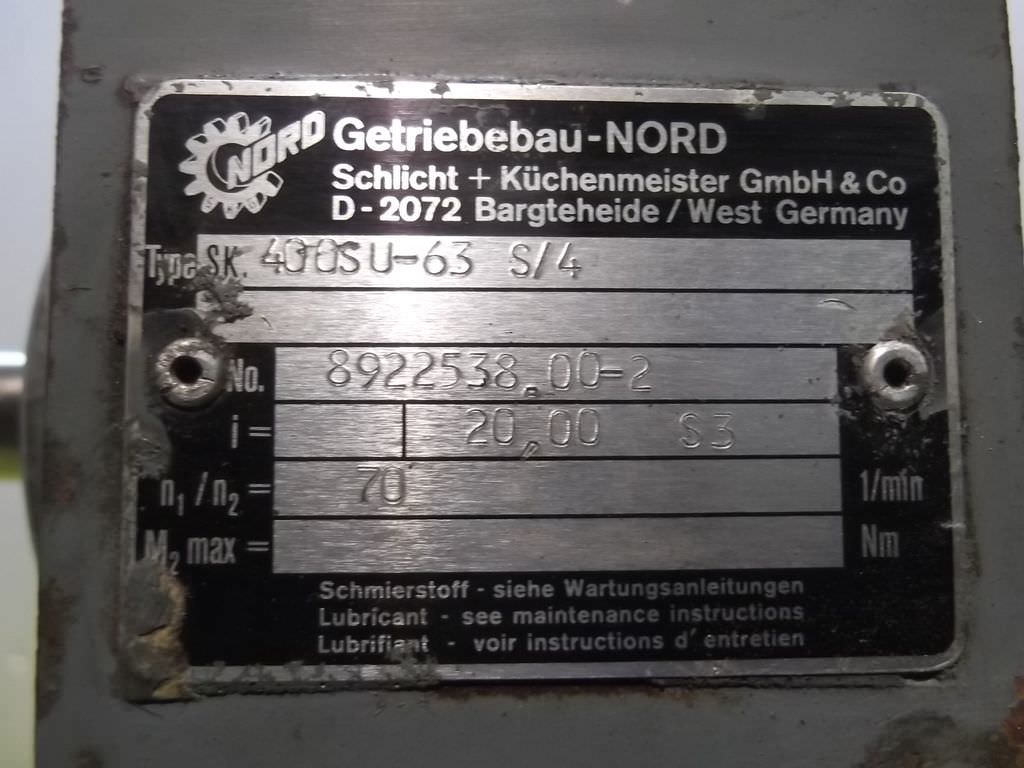 NORD Getriebebau-NORD
Schlicht + Küchenmeister GmbH & Co
D-2072 Bargteheide / West Germany
Type SK. 400SU-63 S/4
No. 8922538.00-2
i = 20,00 S3
n₁ / n₂ = 70 1/min
M₂ max = Nm
Schmierstoff - siehe Wartungsanleitungen
Lubricant - see maintenance instructions
Lubrifiant - voir instructions d' entretien